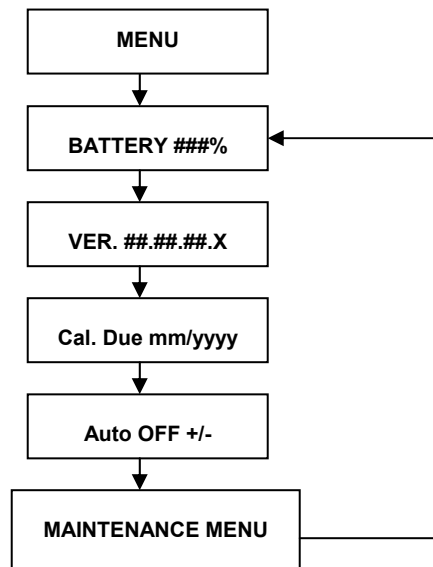 MENU
BATTERY ###%
VER. ##.##.##.X
Cal. Due mm/yyyy
Auto OFF +/-
MAINTENANCE MENU